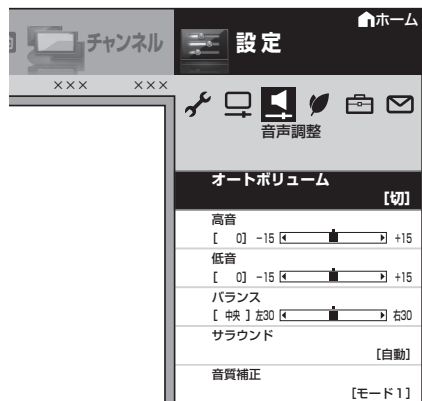 チャンネル
設定
ホーム
××× ×××
音声調整
オートボリューム
[切]
高音
[ 0] -15 +15
低音
[ 0] -15 +15
バランス
[ 中央 ] 左30 右30
サラウンド
[自動]
音質補正
[モード1]